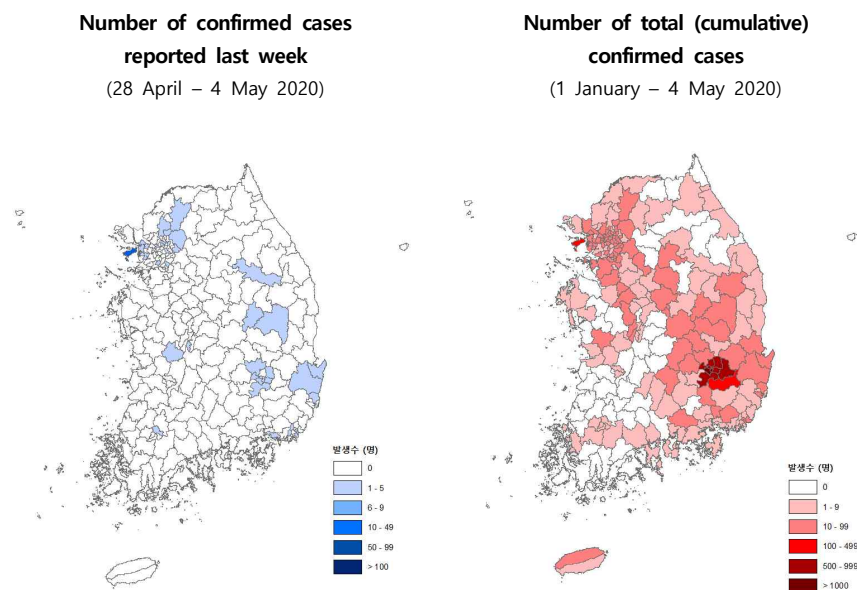 Number of confirmed cases
reported last week
(28 April – 4 May 2020)
발생수 (명)
0
1 - 5
6 - 9
10 - 49
50 - 99
> 100
Number of total (cumulative)
confirmed cases
(1 January – 4 May 2020)
발생수 (명)
0
1 - 9
10 - 99
100 - 499
500 - 999
> 1000